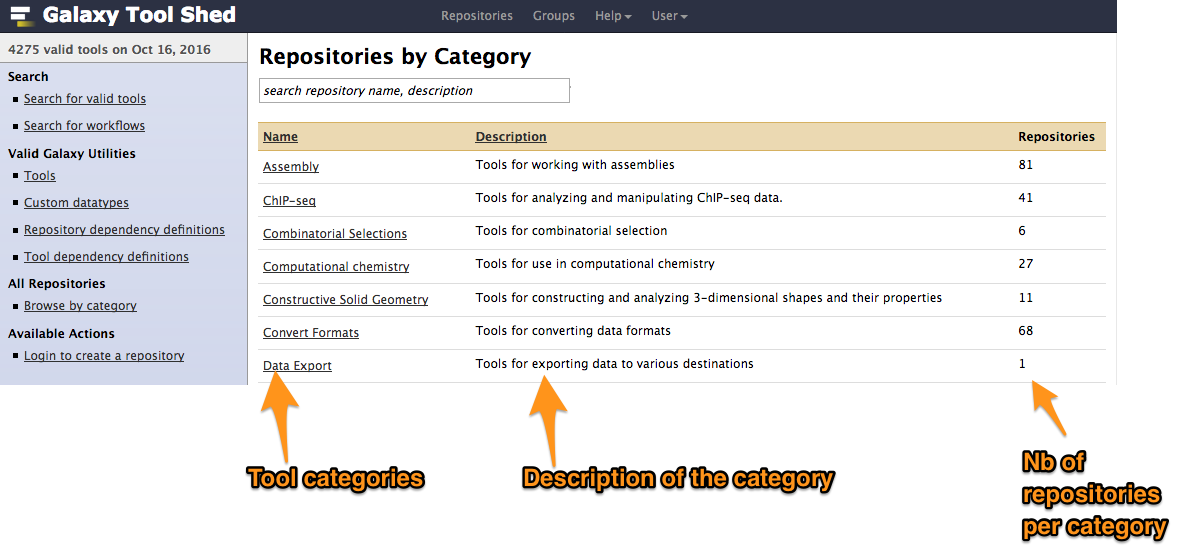 Galaxy Tool Shed
Repositories Groups Help User
4275 valid tools on Oct 16, 2016
Search
Search for valid tools
Search for workflows
Valid Galaxy Utilities
Tools
Custom datatypes
Repository dependency definitions
Tool dependency definitions
All Repositories
Browse by category
Available Actions
Login to create a repository
Repositories by Category
search repository name, description
Name Description Repositories
Assembly Tools for working with assemblies 81
ChIP-seq Tools for analyzing and manipulating ChIP-seq data. 41
Combinatorial Selections Tools for combinatorial selection 6
Computational chemistry Tools for use in computational chemistry 27
Constructive Solid Geometry Tools for constructing and analyzing 3-dimensional shapes and their properties 11
Convert Formats Tools for converting data formats 68
Data Export Tools for exporting data to various destinations 1
Tool categories
Description of the category
Nb of
repositories
per category